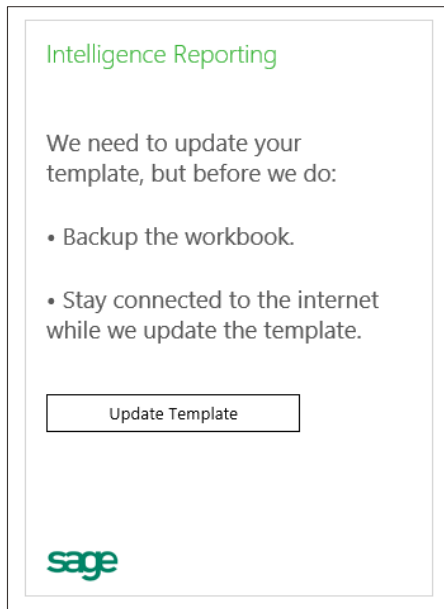 Intelligence Reporting
We need to update your
template, but before we do:
• Backup the workbook.
• Stay connected to the internet
while we update the template.
Update Template
sage